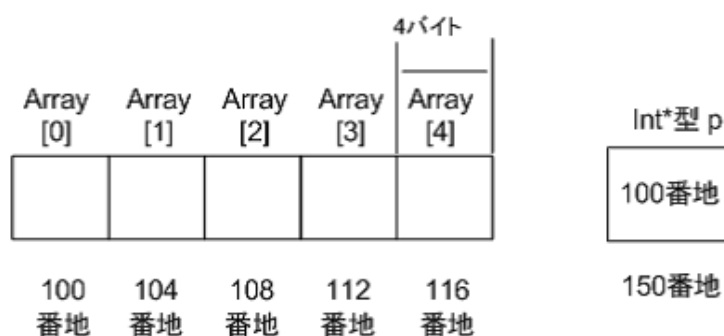 4バイト
Array [0]
Array [1]
Array [2]
Array [3]
Array [4]
Int*型 p
100番地
100 番地
104 番地
108 番地
112 番地
116 番地
150番地